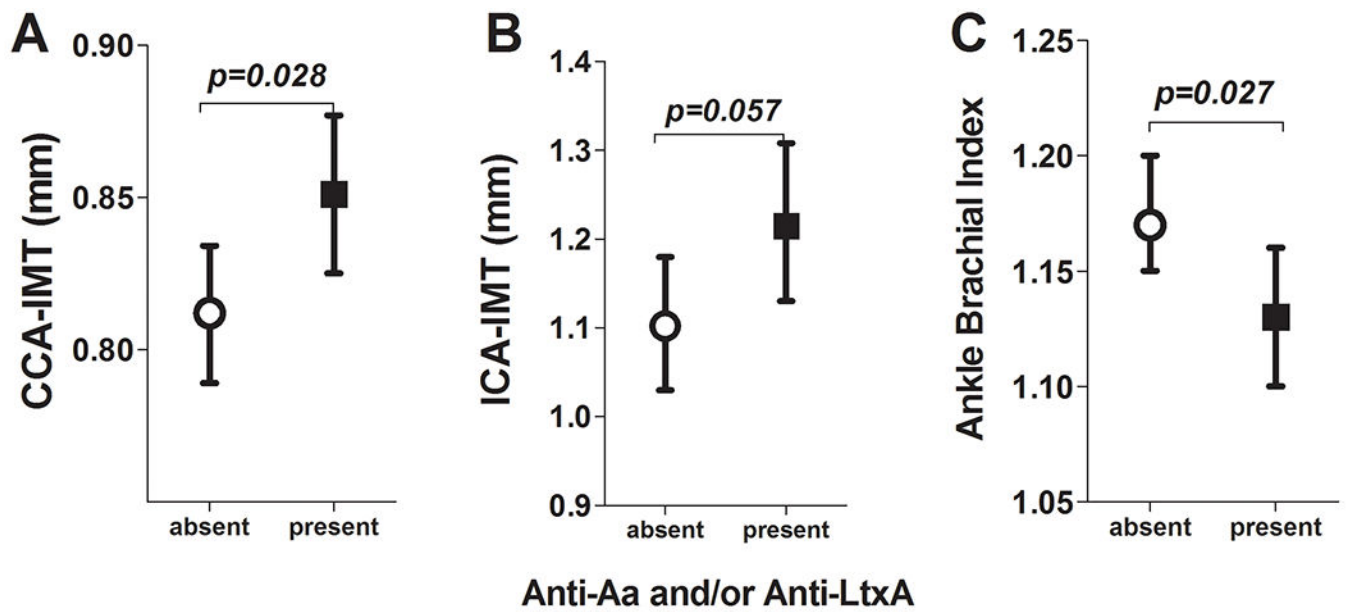 A
CCA-IMT (mm)
0.90
0.85
0.80
p=0.028
absent present
B
ICA-IMT (mm)
1.4
1.3
1.2
1.1
1.0
0.9
p=0.057
absent present
C
Ankle Brachial Index
1.25
1.20
1.15
1.10
1.05
p=0.027
absent present
Anti-Aa and/or Anti-LtxA